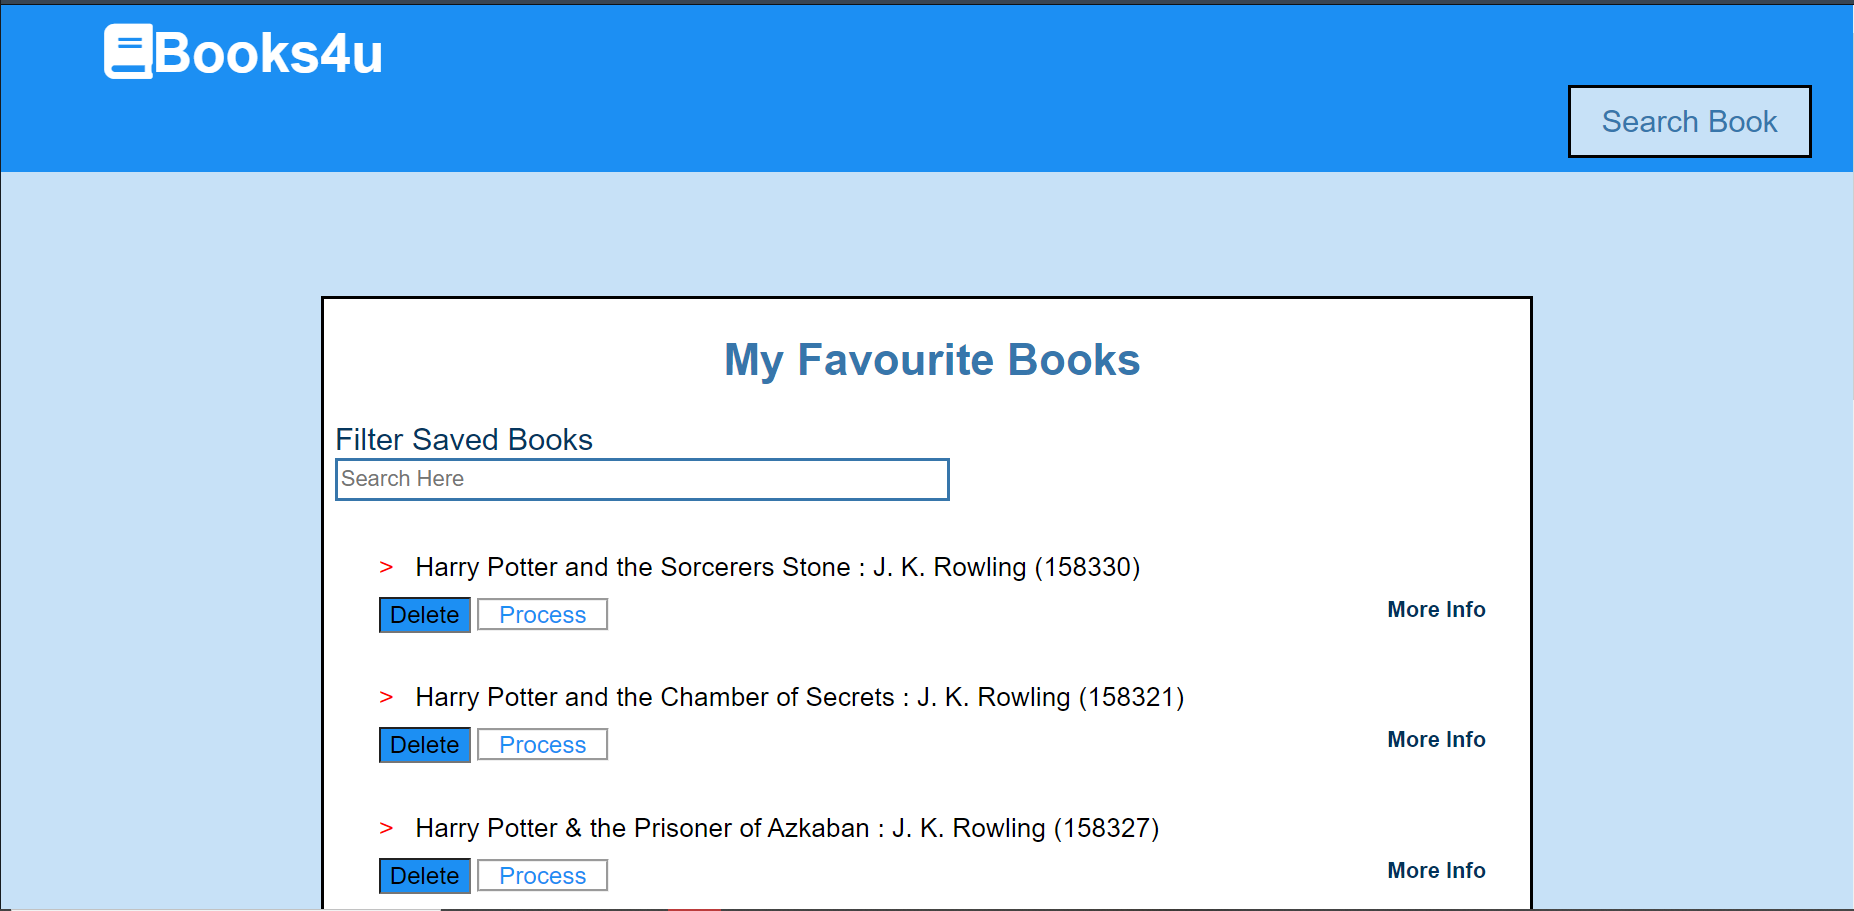 Books4u
Search Book
My Favourite Books
Filter Saved Books
Search Here
> Harry Potter and the Sorcerers Stone : J. K. Rowling (158330)
Delete Process More Info
> Harry Potter and the Chamber of Secrets : J. K. Rowling (158321)
Delete Process More Info
> Harry Potter & the Prisoner of Azkaban : J. K. Rowling (158327)
Delete Process More Info